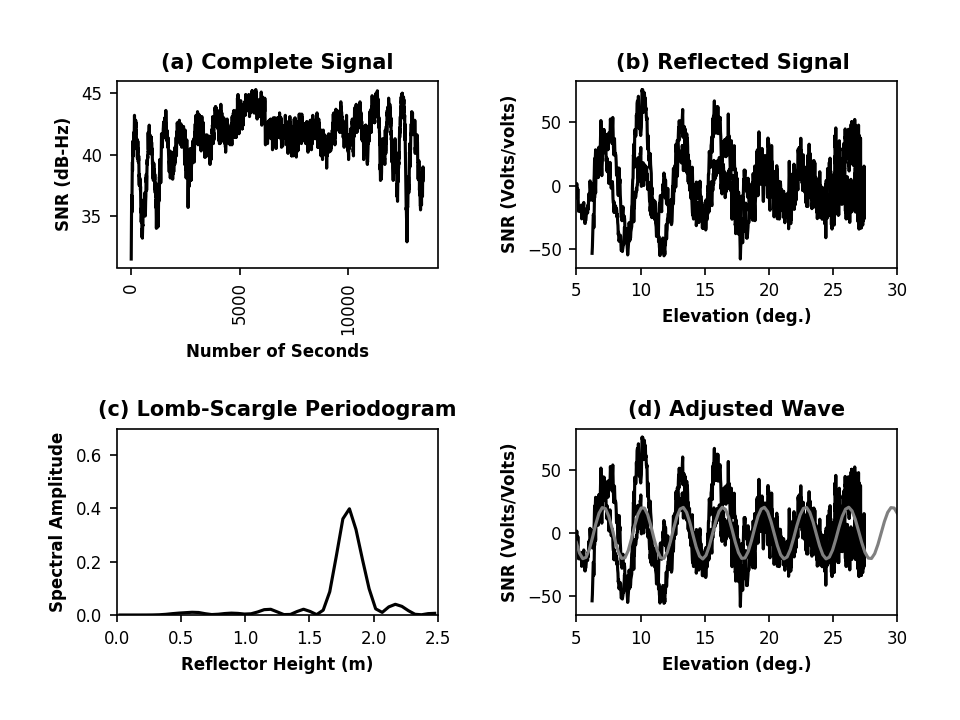 (a) Complete Signal
SNR (dB-Hz)
45
40
35
0
5000
10000
Number of Seconds
(b) Reflected Signal
SNR (Volts/volts)
50
0
−50
5 10 15 20 25 30
Elevation (deg.)
(c) Lomb-Scargle Periodogram
Spectral Amplitude
0.6
0.4
0.2
0.0
0.0 0.5 1.0 1.5 2.0 2.5
Reflector Height (m)
(d) Adjusted Wave
SNR (Volts/Volts)
50
0
−50
5 10 15 20 25 30
Elevation (deg.)